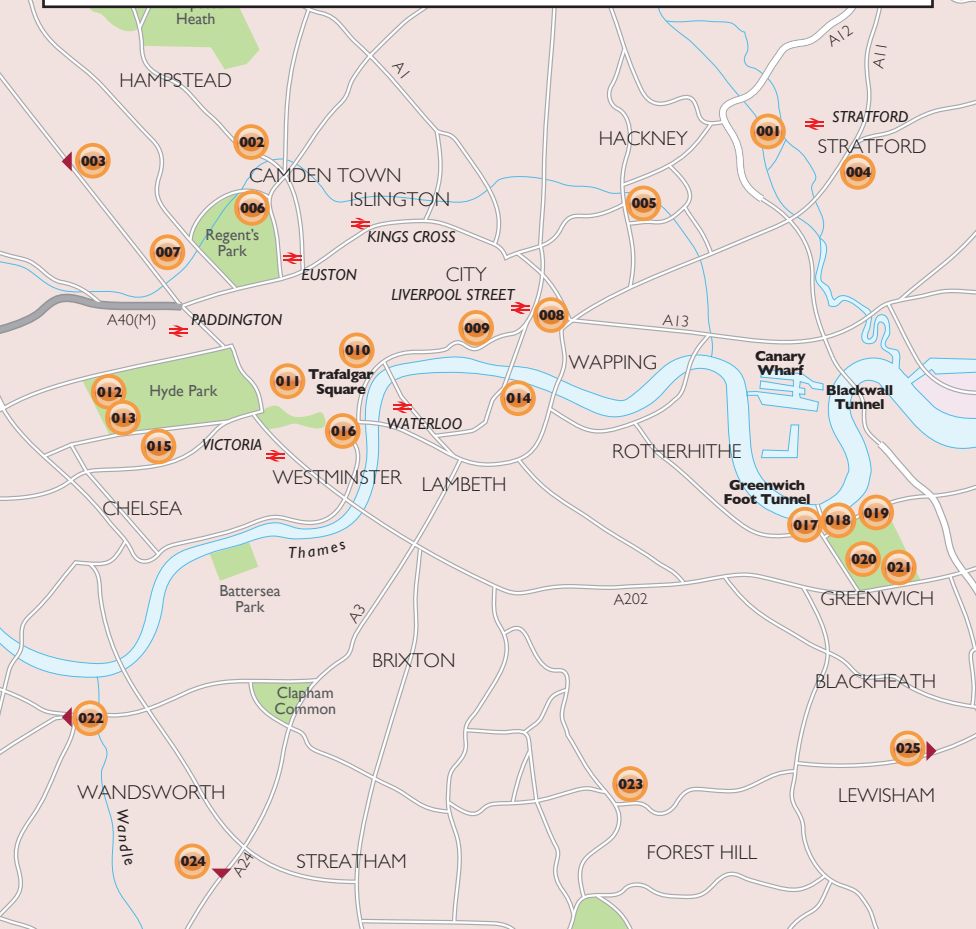 Heath
HAMPSTEAD
A1
A12
A11
001
STRATFORD
STRATFORD
002
HACKNEY
003
CAMDEN TOWN
004
ISLINGTON
005
006
Regent's
Park
KINGS CROSS
007
EUSTON
CITY
LIVERPOOL STREET
008
A40(M)
PADDINGTON
009
A13
010
WAPPING
Canary
Wharf
011
Trafalgar
Square
012
Hyde Park
013
014
Blackwall
Tunnel
015
VICTORIA
016
WATERLOO
ROTHERHITHE
WESTMINSTER
LAMBETH
Greenwich
Foot Tunnel
CHELSEA
017
018
019
Thames
020
021
Battersea
Park
A202
GREENWICH
A3
BRIXTON
BLACKHEATH
Clapham
Common
022
025
023
WANDSWORTH
LEWISHAM
Wandle
024
A24
STREATHAM
FOREST HILL